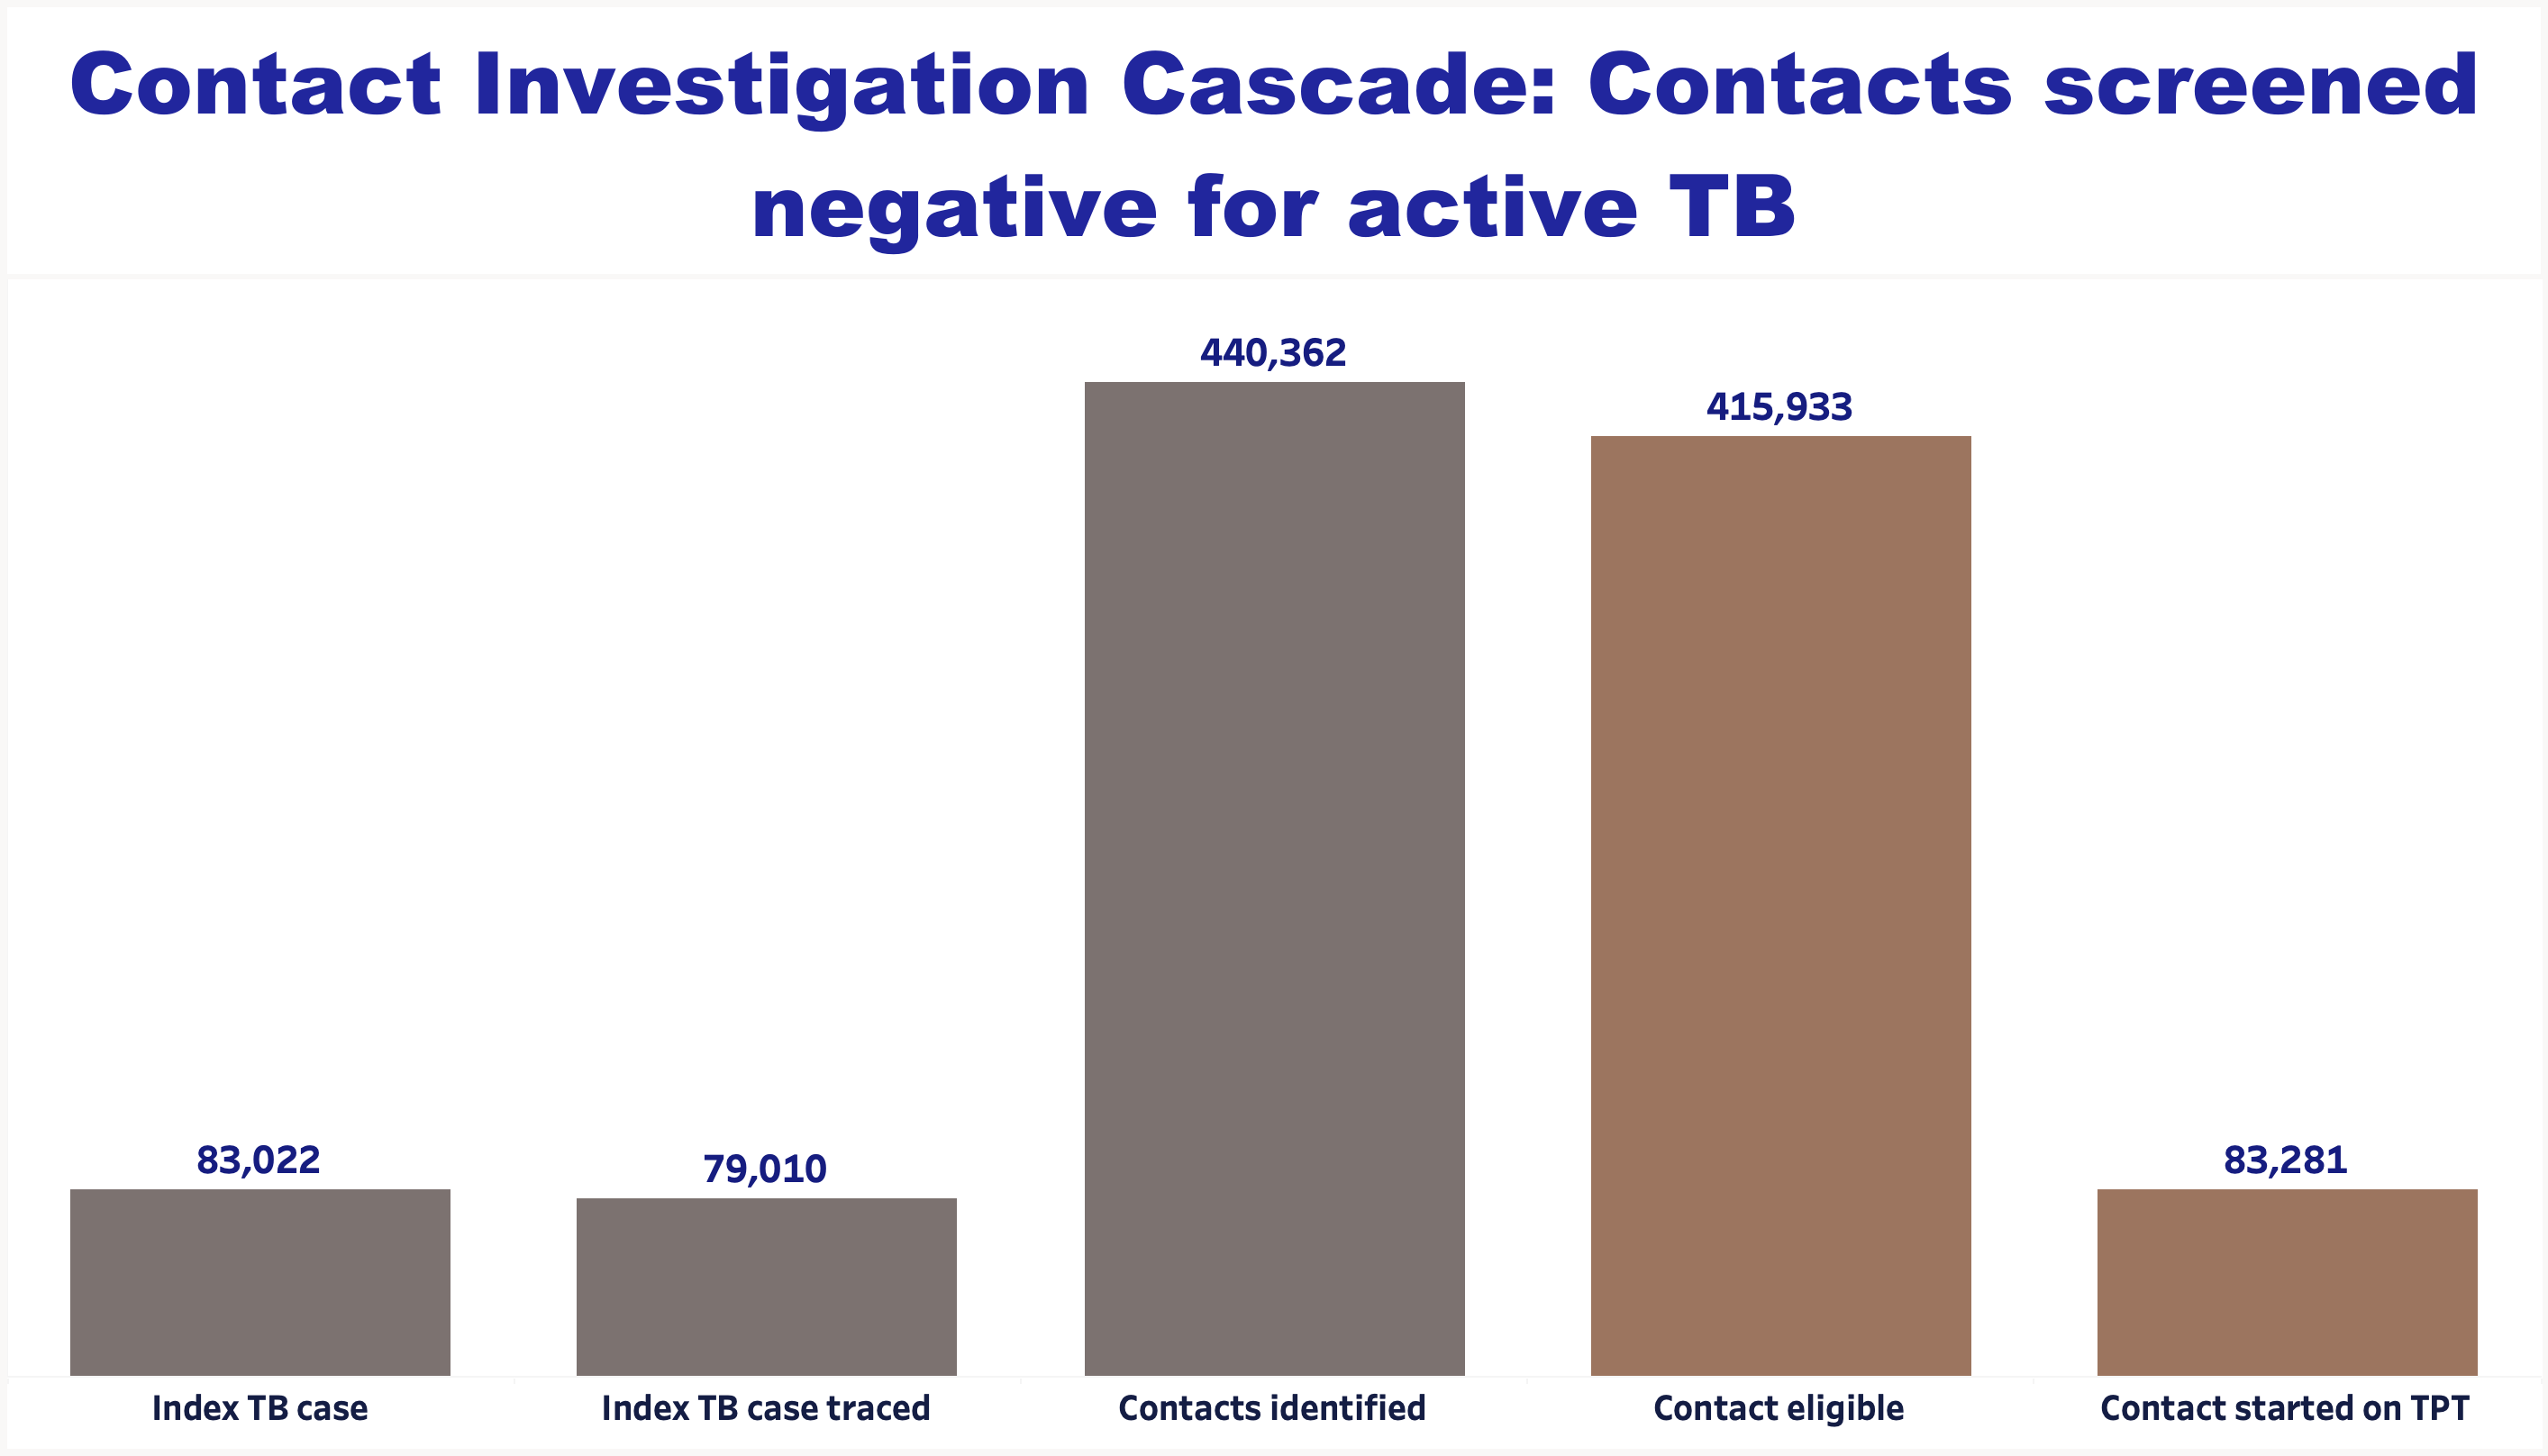 Contact Investigation Cascade: Contacts screened
negative for active TB
440,362
415,933
83,022
79,010
83,281
Index TB case
Index TB case traced
Contacts identified
Contact eligible
Contact started on TPT